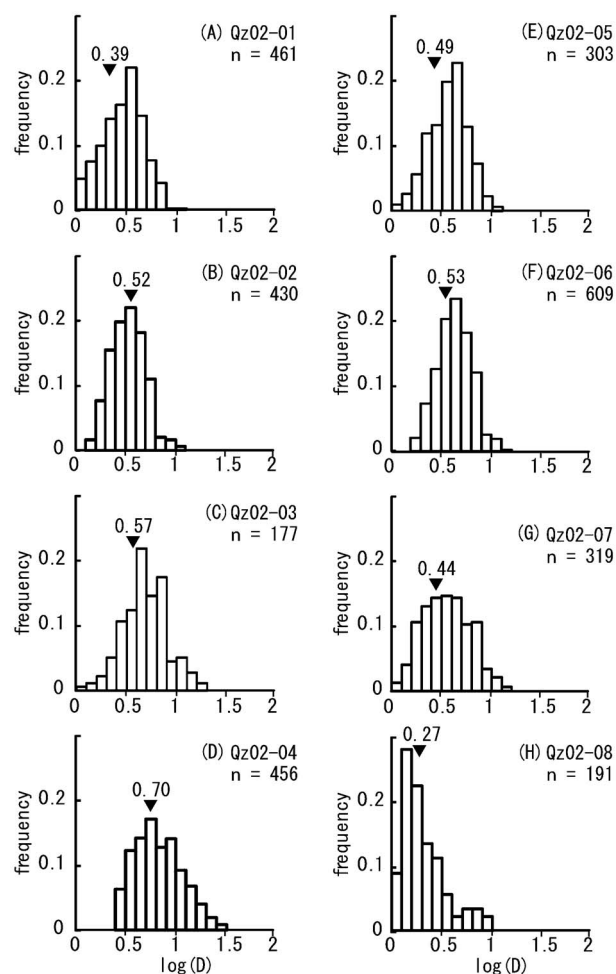 (A) Qz02-01
n = 461
0.39
frequency
0.2
0.1
0
0 0.5 1 1.5 2
(E) Qz02-05
n = 303
0.49
frequency
0.2
0.1
0
0 0.5 1 1.5 2
(B) Qz02-02
n = 430
0.52
frequency
0.2
0.1
0
0 0.5 1 1.5 2
(F) Qz02-06
n = 609
0.53
frequency
0.2
0.1
0
0 0.5 1 1.5 2
(C) Qz02-03
n = 177
0.57
frequency
0.2
0.1
0
0 0.5 1 1.5 2
(G) Qz02-07
n = 319
0.44
frequency
0.2
0.1
0
0 0.5 1 1.5 2
(D) Qz02-04
n = 456
0.70
frequency
0.2
0.1
0
0 0.5 1 1.5 2
log(D)
(H) Qz02-08
n = 191
0.27
frequency
0.2
0.1
0
0 0.5 1 1.5 2
log(D)